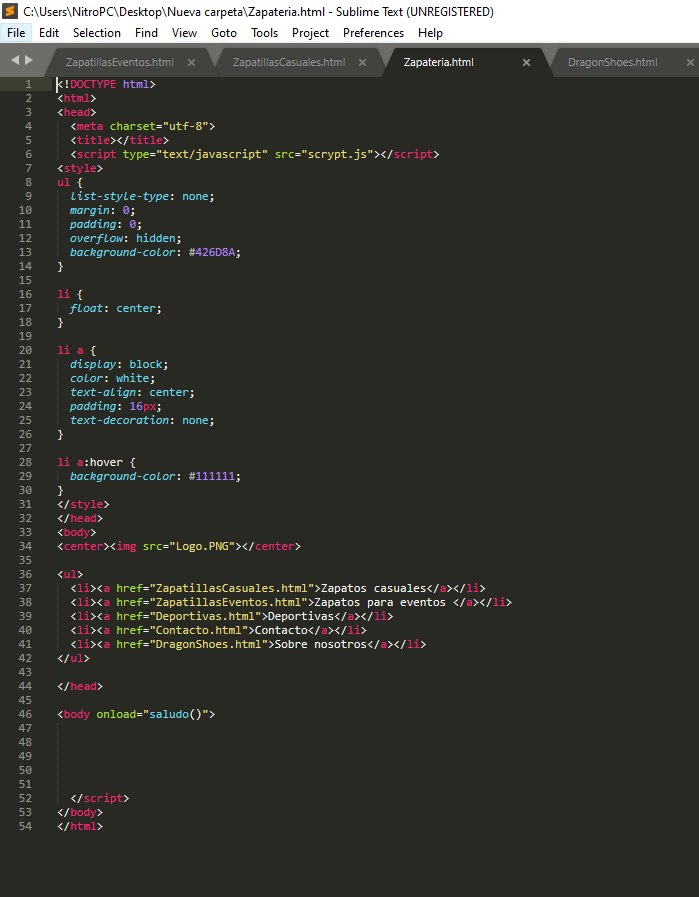 C:\Users\NitroPC\Desktop\Nueva carpeta\Zapateria.html - Sublime Text (UNREGISTERED)
File Edit Selection Find View Goto Tools Project Preferences Help
ZapatillasEventos.html × ZapatillasCasuales.html × Zapateria.html × DragonShoes.html ×
1 <!DOCTYPE html>
2 <html>
3 <head>
4 <meta charset="utf-8">
5 <title></title>
6 <script type="text/javascript" src="scrypt.js"></script>
7 <style>
8 ul {
9 list-style-type: none;
10 margin: 0;
11 padding: 0;
12 overflow: hidden;
13 background-color: #426D8A;
14 }
15
16 li {
17 float: center;
18 }
19
20 li a {
21 display: block;
22 color: white;
23 text-align: center;
24 padding: 16px;
25 text-decoration: none;
26 }
27
28 li a:hover {
29 background-color: #111111;
30 }
31 </style>
32 </head>
33 <body>
34 <center><img src="Logo.PNG"></center>
35
36 <ul>
37 <li><a href="ZapatillasCasuales.html">Zapatos casuales</a></li>
38 <li><a href="ZapatillasEventos.html">Zapatos para eventos </a></li>
39 <li><a href="Deportivas.html">Deportivas</a></li>
40 <li><a href="Contacto.html">Contacto</a></li>
41 <li><a href="DragonShoes.html">Sobre nosotros</a></li>
42 </ul>
43
44 </head>
45
46 <body onload="saludo()">
47
48
49
50
51
52 </script>
53 </body>
54 </html>